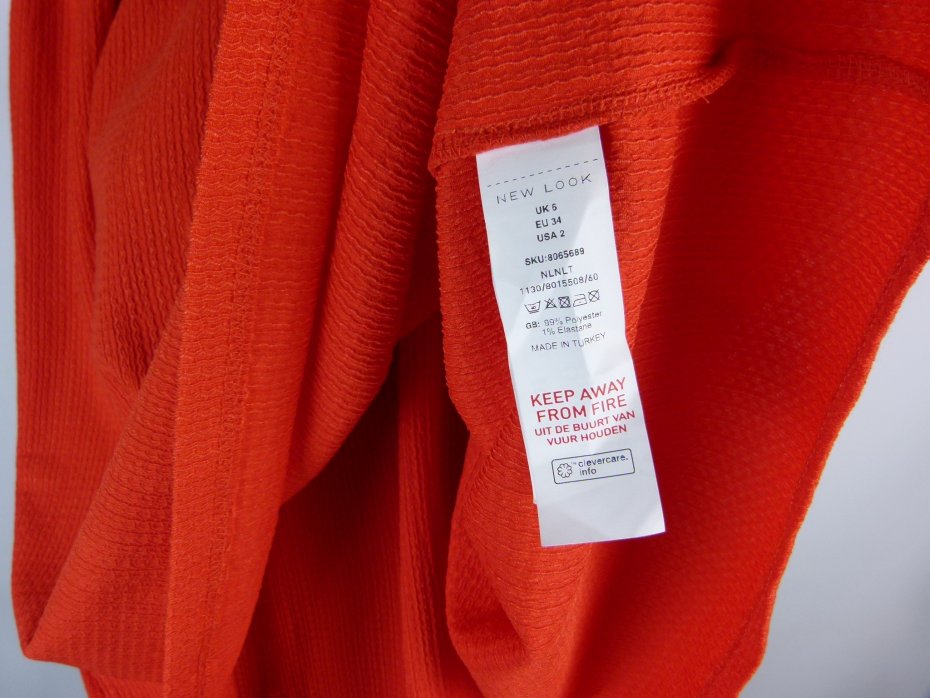 NEW LOOK
UK 6
EU 34
USA 2
SKU:8065689
NLNLT
1130/8015508/60
GB: 99% Polyester
1% Elastane
MADE IN TURKEY
KEEP AWAY
FROM FIRE
UIT DE BUURT VAN
VUUR HOUDEN
clevercare.
info